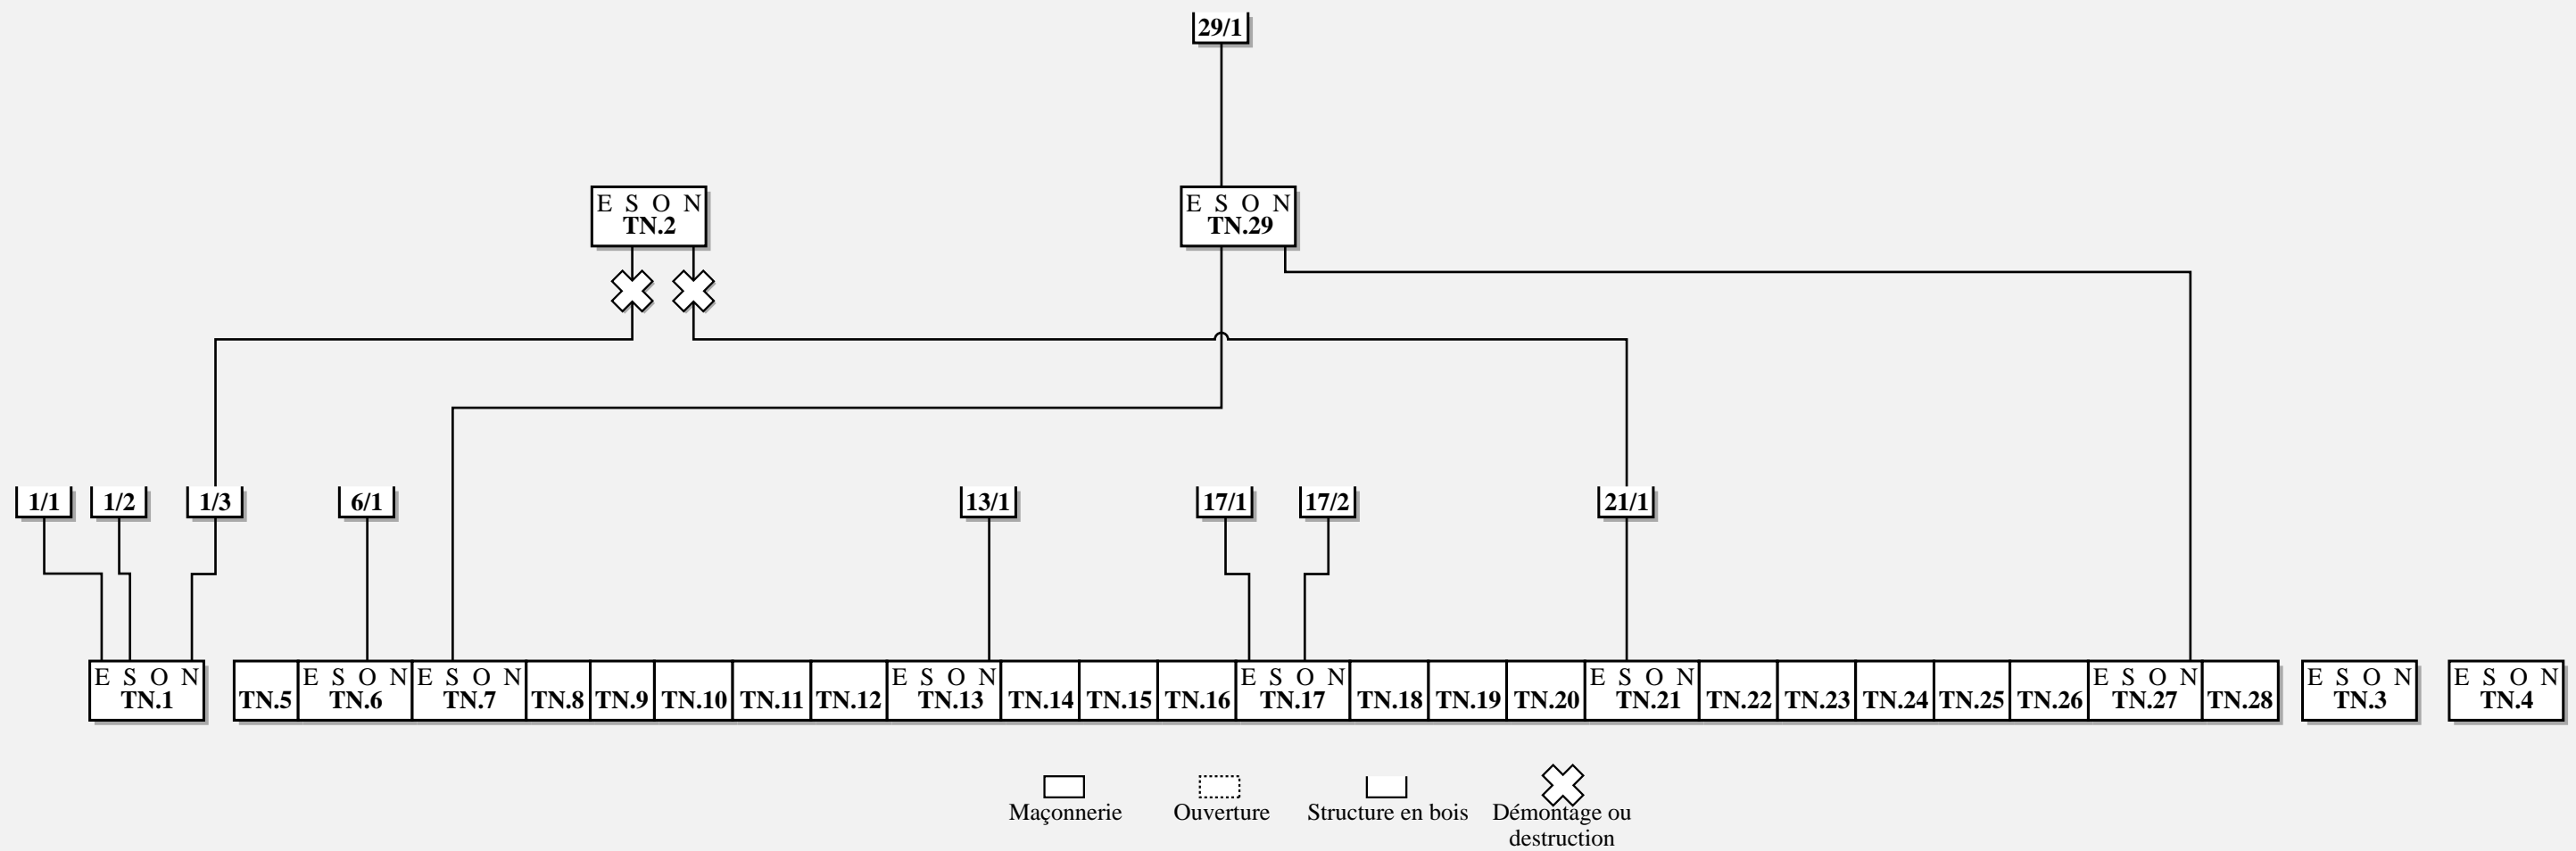 29/1
E S O N
TN.2
E S O N
TN.29
1/1
1/2
1/3
6/1
13/1
17/1
17/2
21/1
E S O N
TN.1
TN.5
E S O N
TN.6
E S O N
TN.7
TN.8
TN.9
TN.10
TN.11
TN.12
E S O N
TN.13
TN.14
TN.15
TN.16
E S O N
TN.17
TN.18
TN.19
TN.20
E S O N
TN.21
TN.22
TN.23
TN.24
TN.25
TN.26
E S O N
TN.27
TN.28
E S O N
TN.3
E S O N
TN.4
Maçonnerie
Ouverture
Structure en bois
Démontage ou
destruction